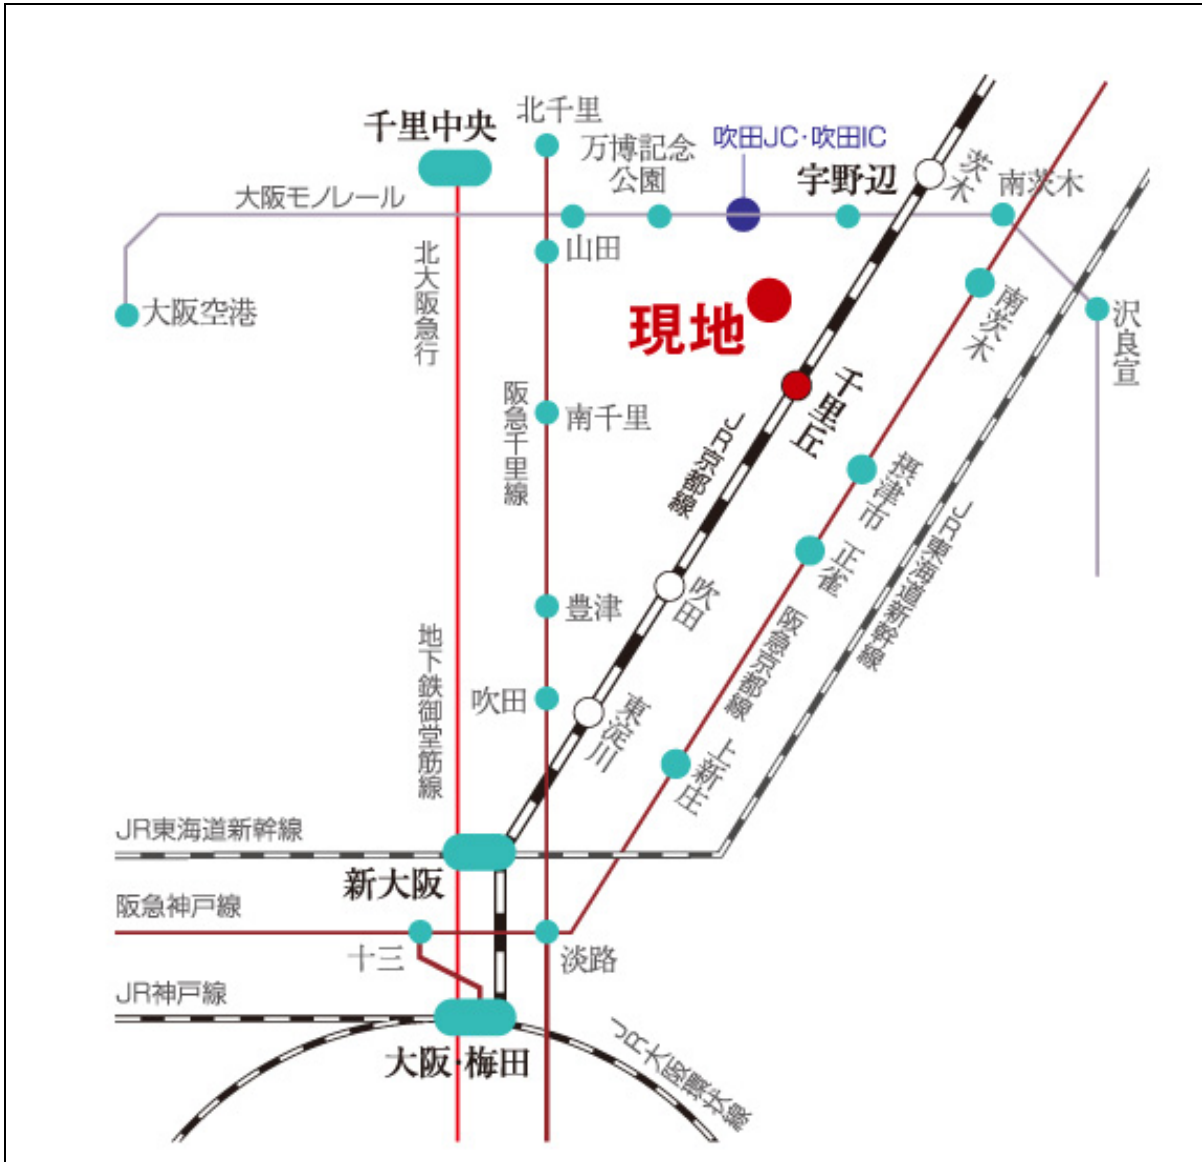 北千里
千里中央
万博記念
公園
吹田JC・吹田IC
宇野辺
茨木
南茨木
大阪モノレール
山田
北大阪急行
大阪空港
現地
南茨木
沢良宣
千里丘
阪急千里線
南千里
JR京都線
摂津市
正雀
JR東海道新幹線
吹田
豊津
阪急京都線
地下鉄御堂筋線
吹田
東淀川
上新庄
JR東海道新幹線
新大阪
阪急神戸線
十三
淡路
JR神戸線
大阪・梅田
JR大阪環状線